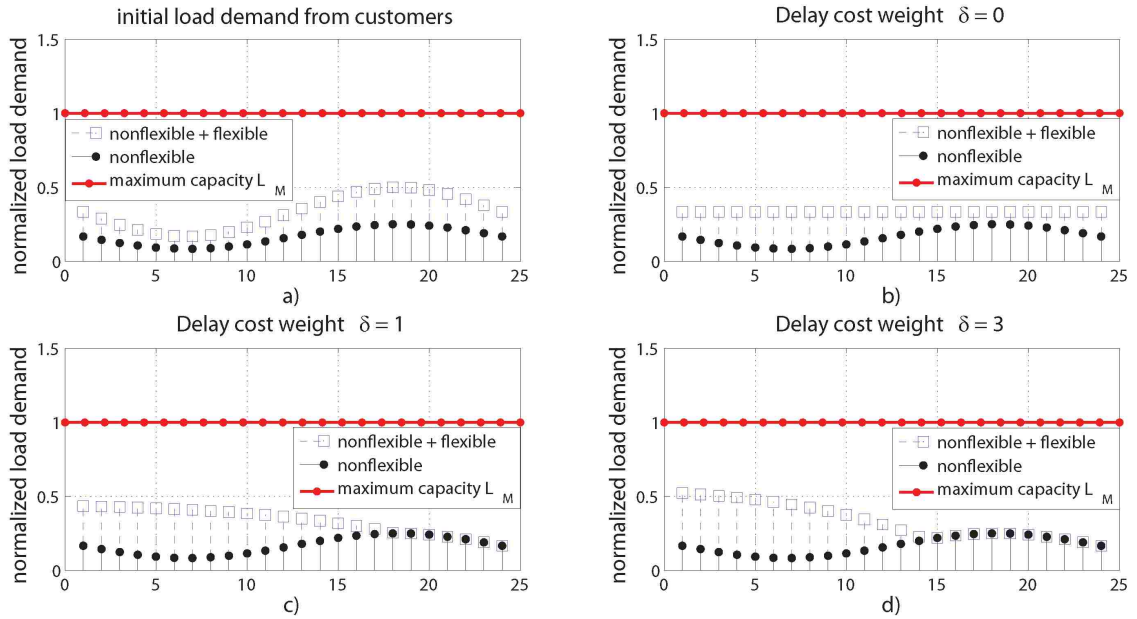 initial load demand from customers
normalized load demand
1.5
1
0.5
0
nonflexible + flexible
nonflexible
maximum capacity L M
0 5 10 15 20 25
a)
Delay cost weight δ = 0
normalized load demand
1.5
1
0.5
0
nonflexible + flexible
nonflexible
maximum capacity L M
0 5 10 15 20 25
b)
Delay cost weight δ = 1
normalized load demand
1.5
1
0.5
0
nonflexible + flexible
nonflexible
maximum capacity L M
0 5 10 15 20 25
c)
Delay cost weight δ = 3
normalized load demand
1.5
1
0.5
0
nonflexible + flexible
nonflexible
maximum capacity L M
0 5 10 15 20 25
d)